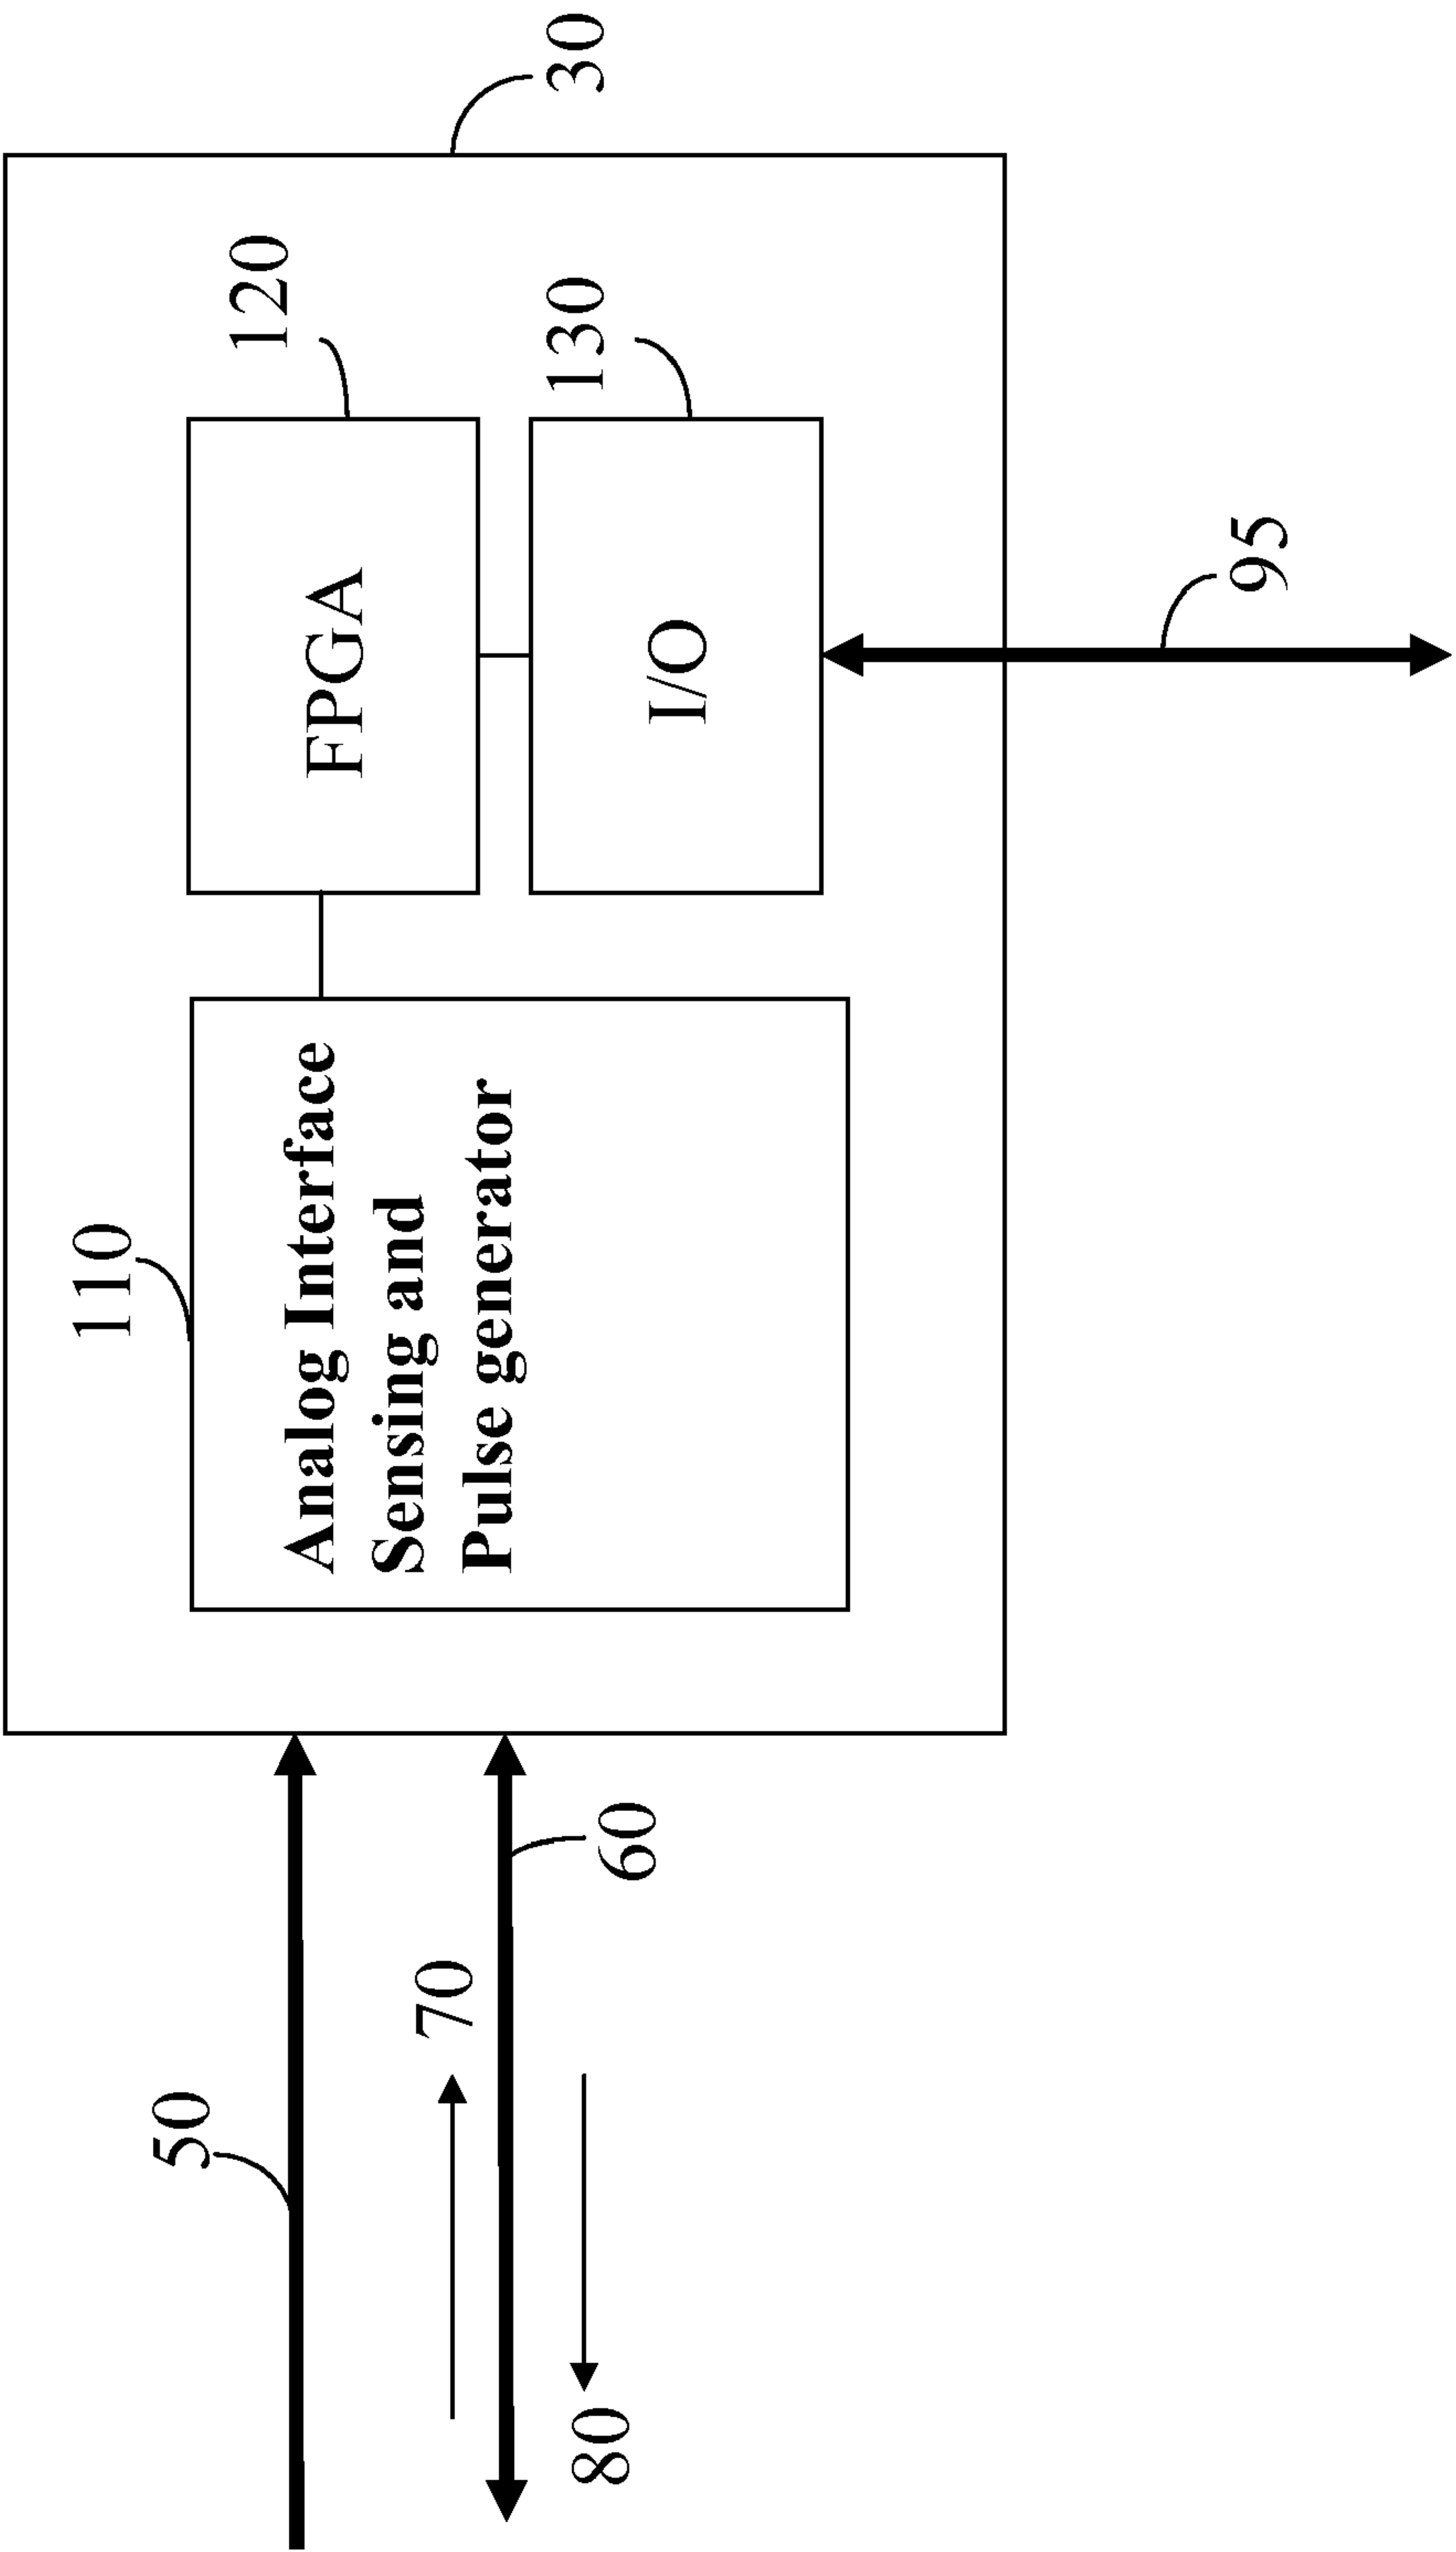 30
120
130
FPGA
I/O
95
110
Analog Interface
Sensing and
Pulse generator
50
70
60
80